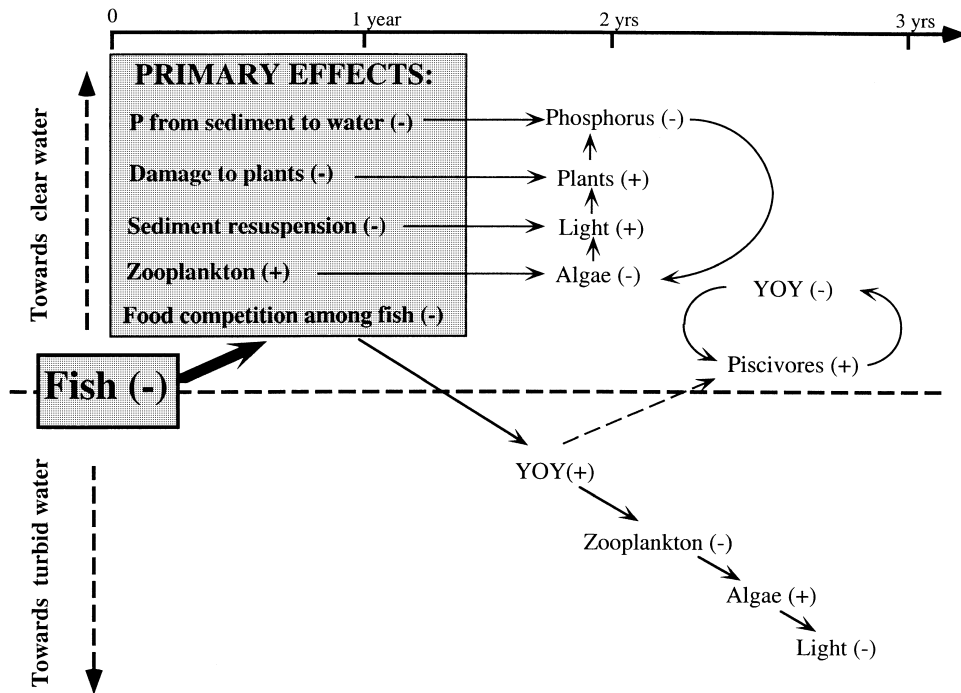 0
1 year
2 yrs
3 yrs
Towards clear water
PRIMARY EFFECTS:
P from sediment to water (-)
Phosphorus (-)
Damage to plants (-)
Plants (+)
Sediment resuspension (-)
Light (+)
Zooplankton (+)
Algae (-)
YOY (-)
Food competition among fish (-)
Piscivores (+)
Fish (-)
Towards turbid water
YOY(+)
Zooplankton (-)
Algae (+)
Light (-)